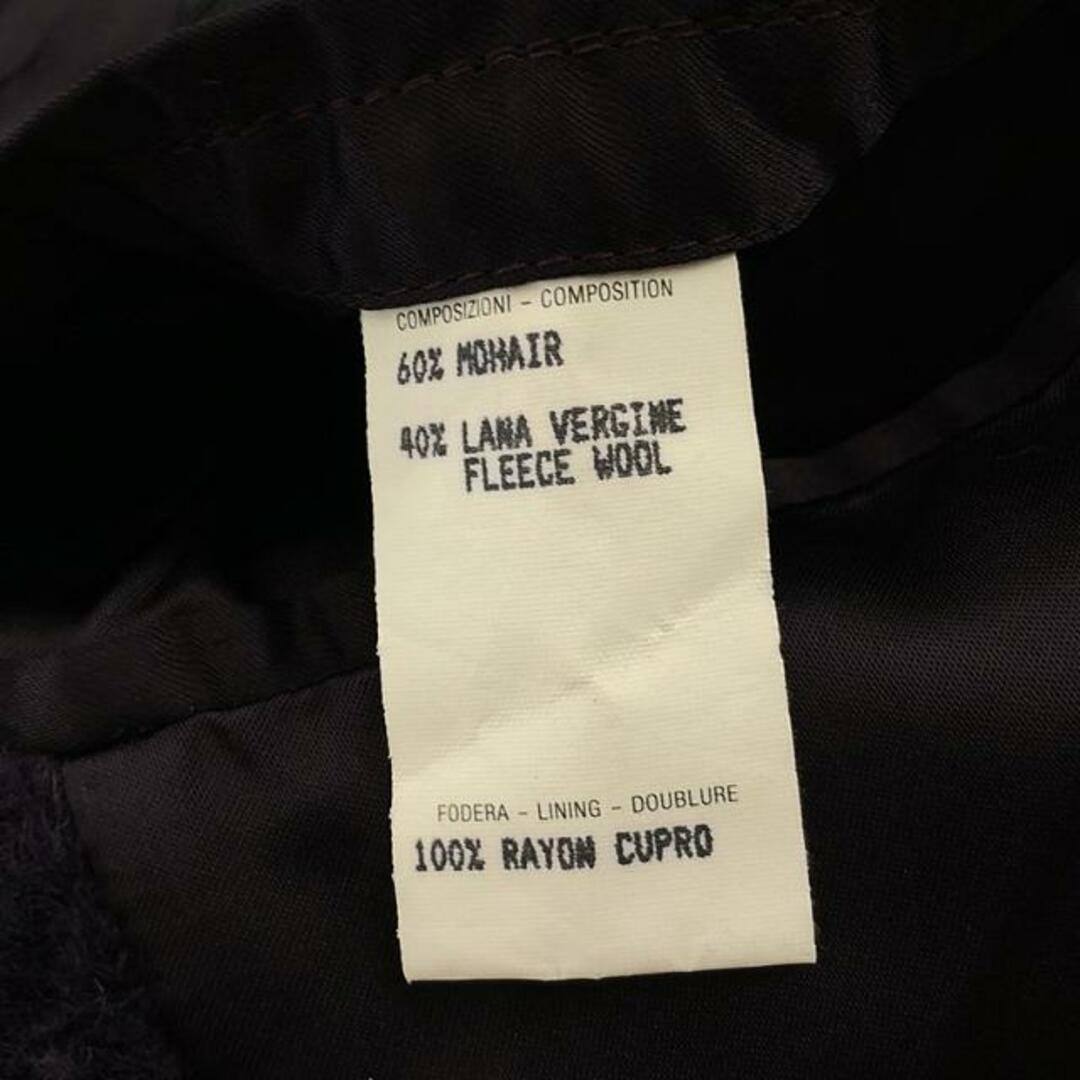 COMPOSIZIONI - COMPOSITION
60% MOHAIR
40% LANA VERGINE
FLEECE WOOL
FODERA - LINING - DOUBLURE
100% RAYON CUPRO